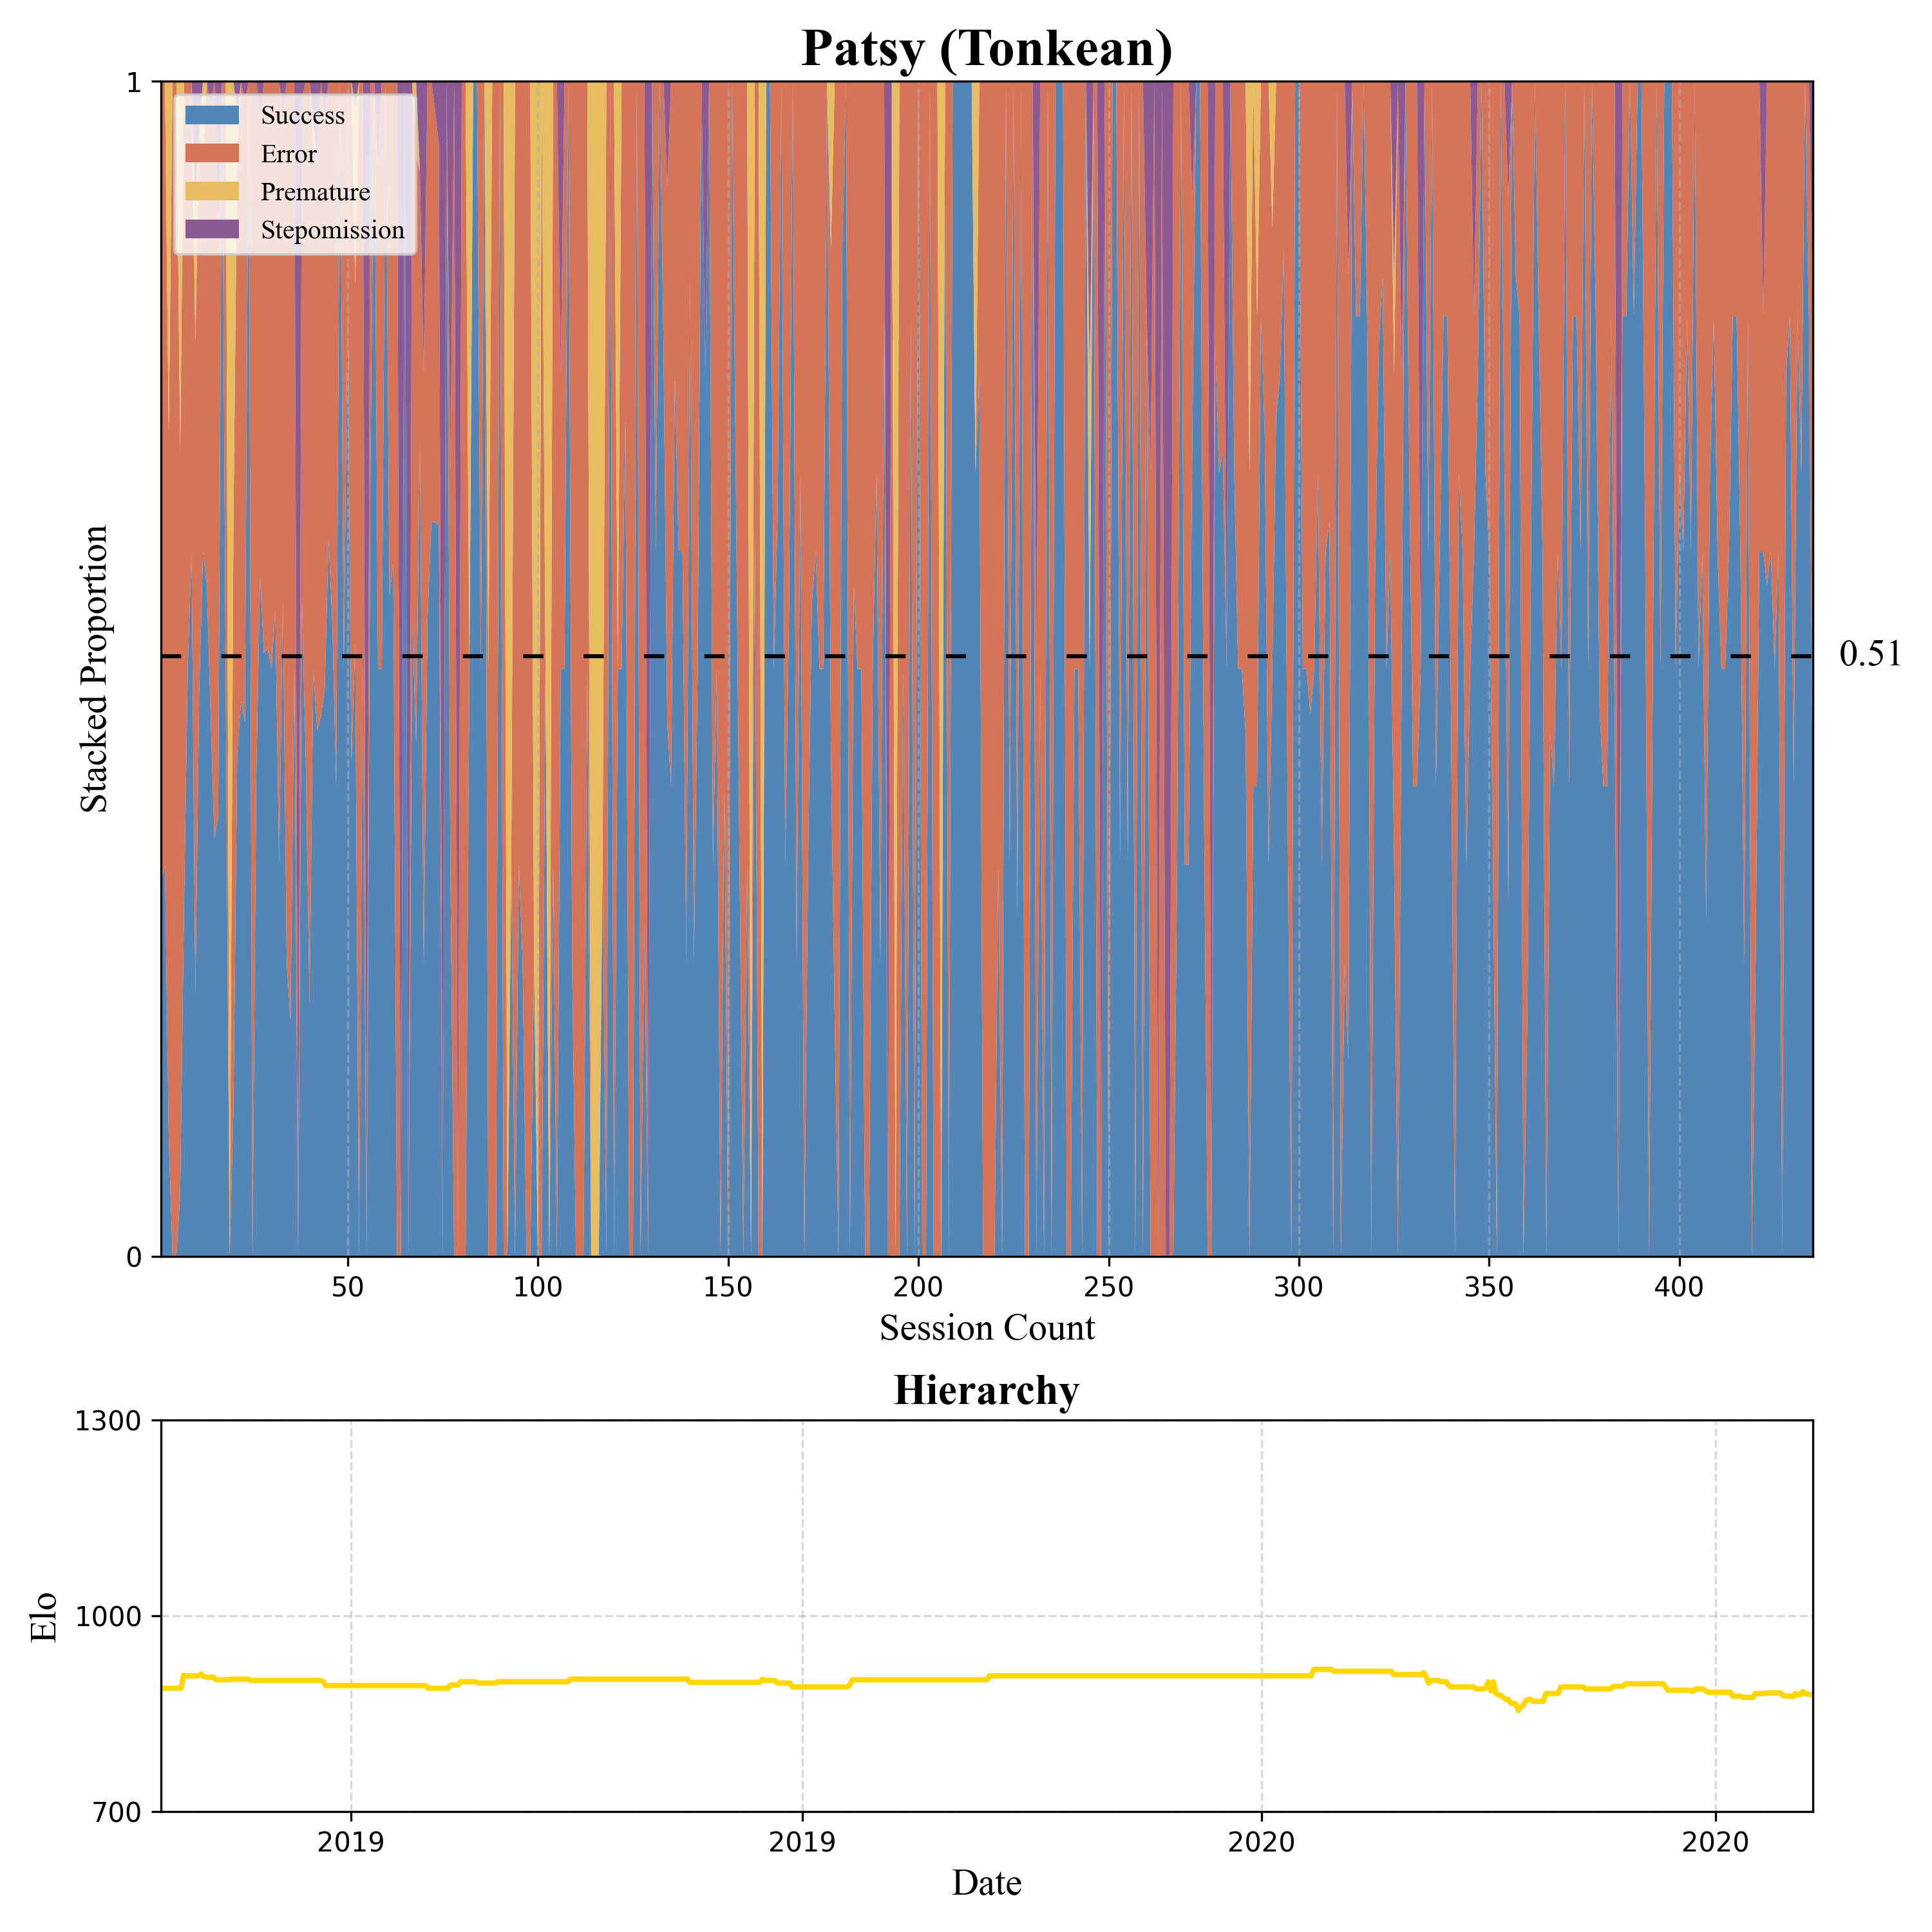 Patsy (Tonkean)
1
Success
Error
Premature
Stepomission
Stacked Proportion
0.51
0
50 100 150 200 250 300 350 400
Session Count
Hierarchy
1300
1000
Elo
700
2019 2019 2020 2020
Date